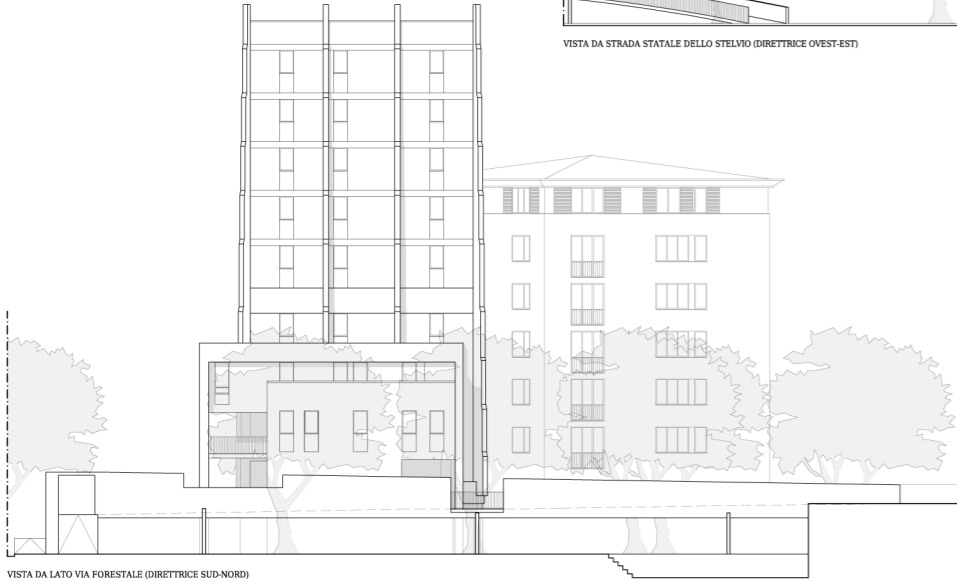 VISTA DA STRADA STATALE DELLO STELVIO (DIRETTRICE OVEST-EST)
VISTA DA LATO VIA FORESTALE (DIRETTRICE SUD-NORD)